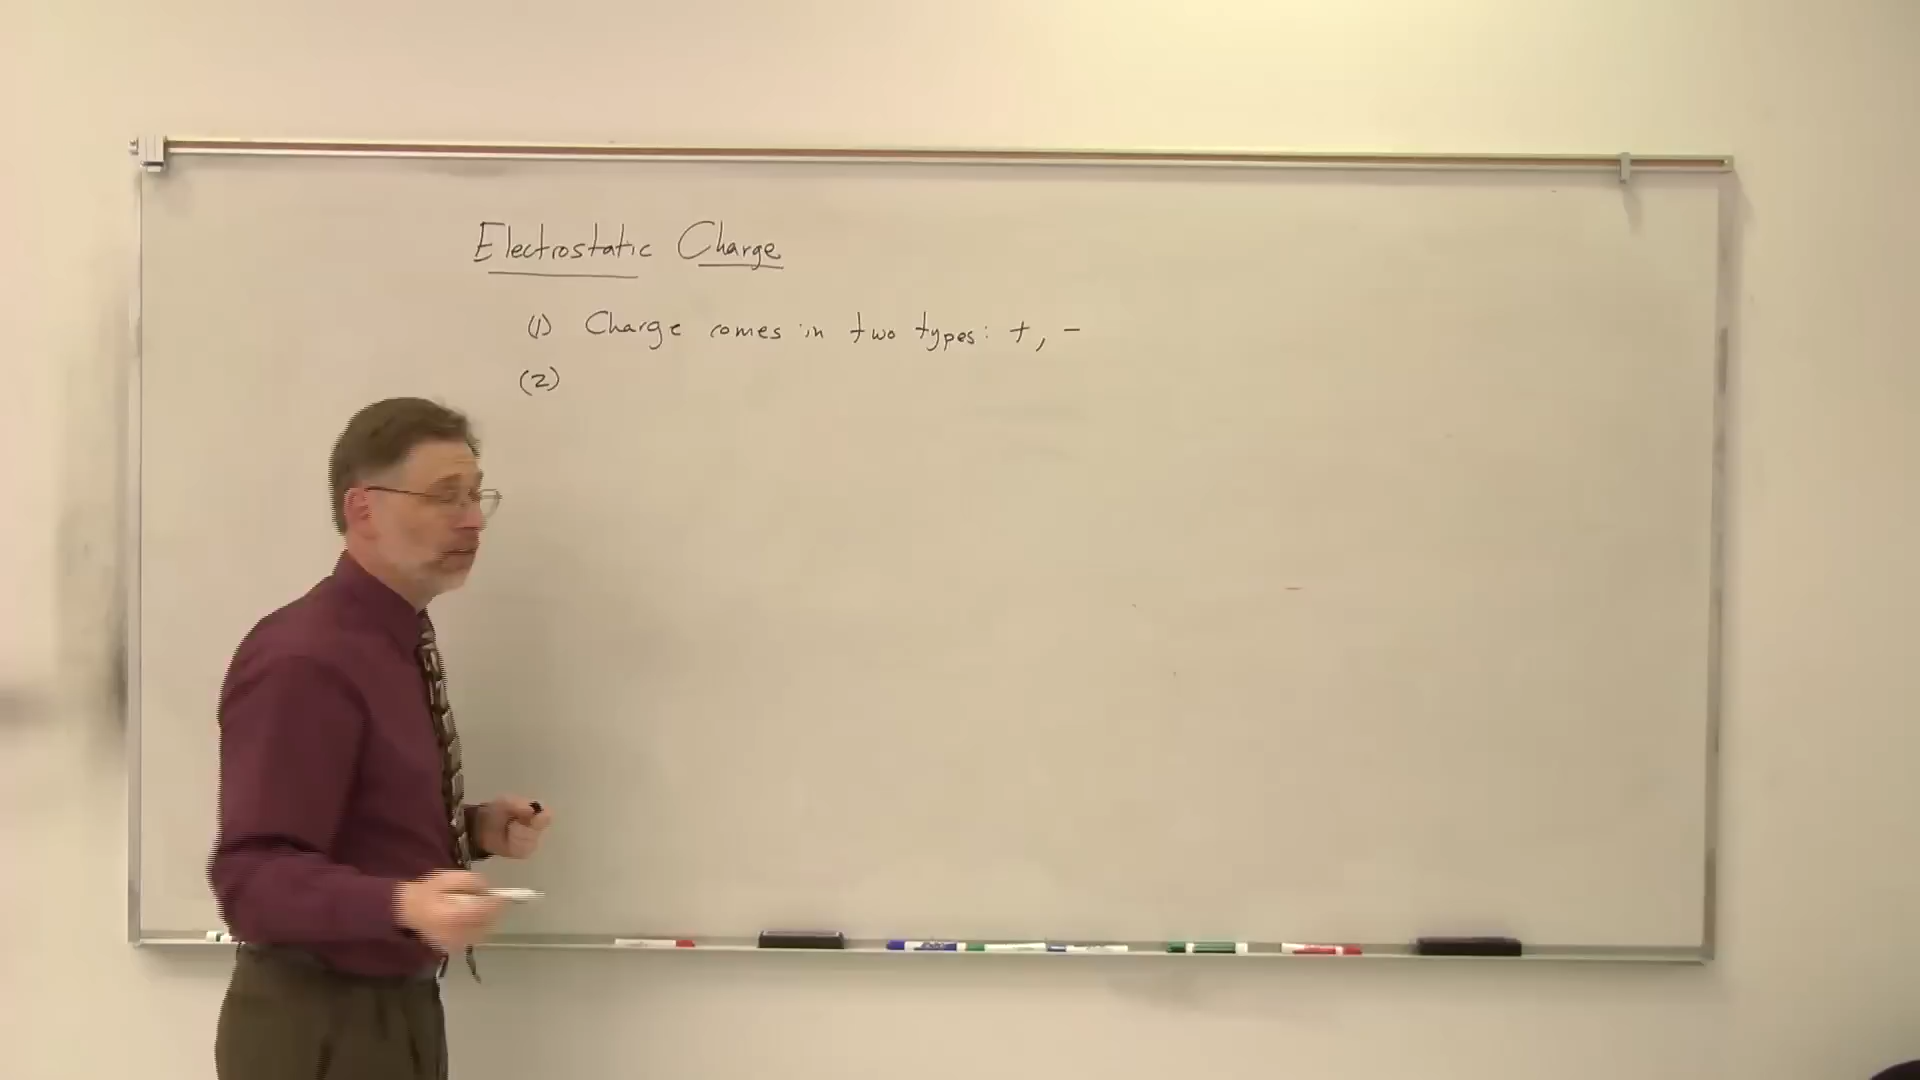 Electrostatic Charge
(1) Charge comes in two types: +, -
(2)